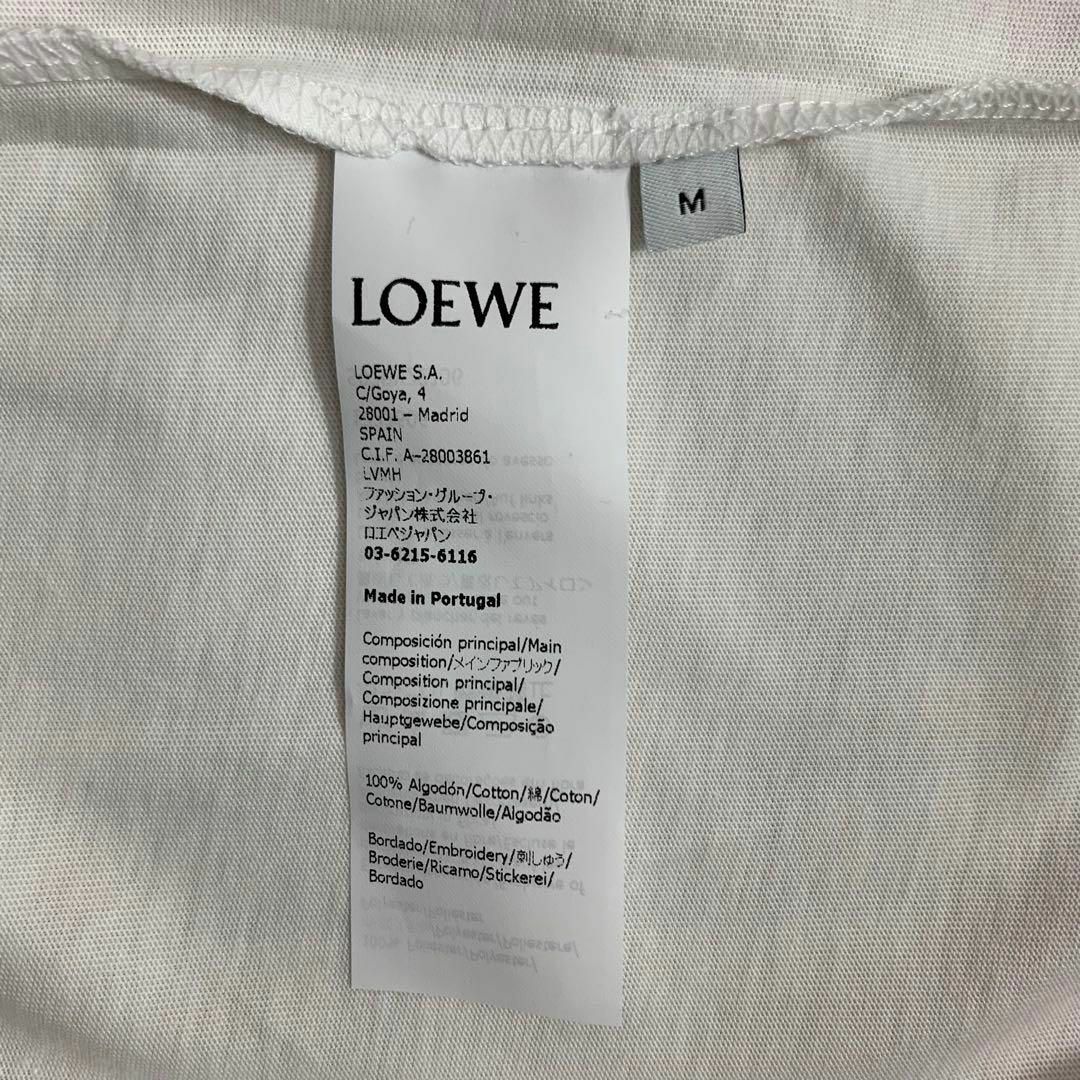 M
LOEWE
LOEWE S.A.
C/Goya, 4
28001 – Madrid
SPAIN
C.I.F. A-28003861
LVMH
ファッション・グループ・
ジャパン株式会社
ロエベジャパン
03-6215-6116
Made in Portugal
Composición principal/Main
composition/メインファブリック/
Composition principal/
Composizione principale/
Hauptgewebe/Composição
principal
100% Algodón/Cotton/綿/Coton/
Cotone/Baumwolle/Algodão
Bordado/Embroidery/刺しゅう/
Broderie/Ricamo/Stickerei/
Bordado